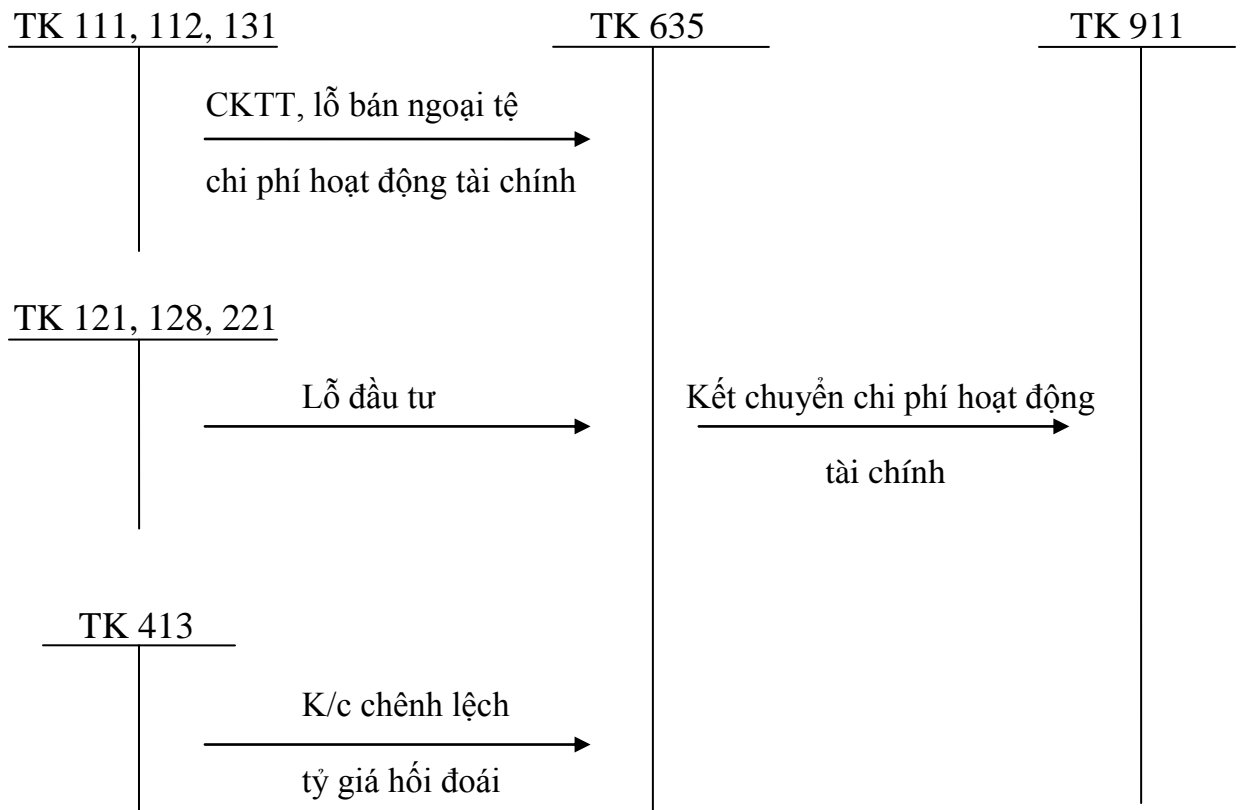 TK 111, 112, 131
TK 635
TK 911
CKTT, lỗ bán ngoại tệ
chi phí hoạt động tài chính
TK 121, 128, 221
Lỗ đầu tư
Kết chuyển chi phí hoạt động
tài chính
TK 413
K/c chênh lệch
tỷ giá hối đoái